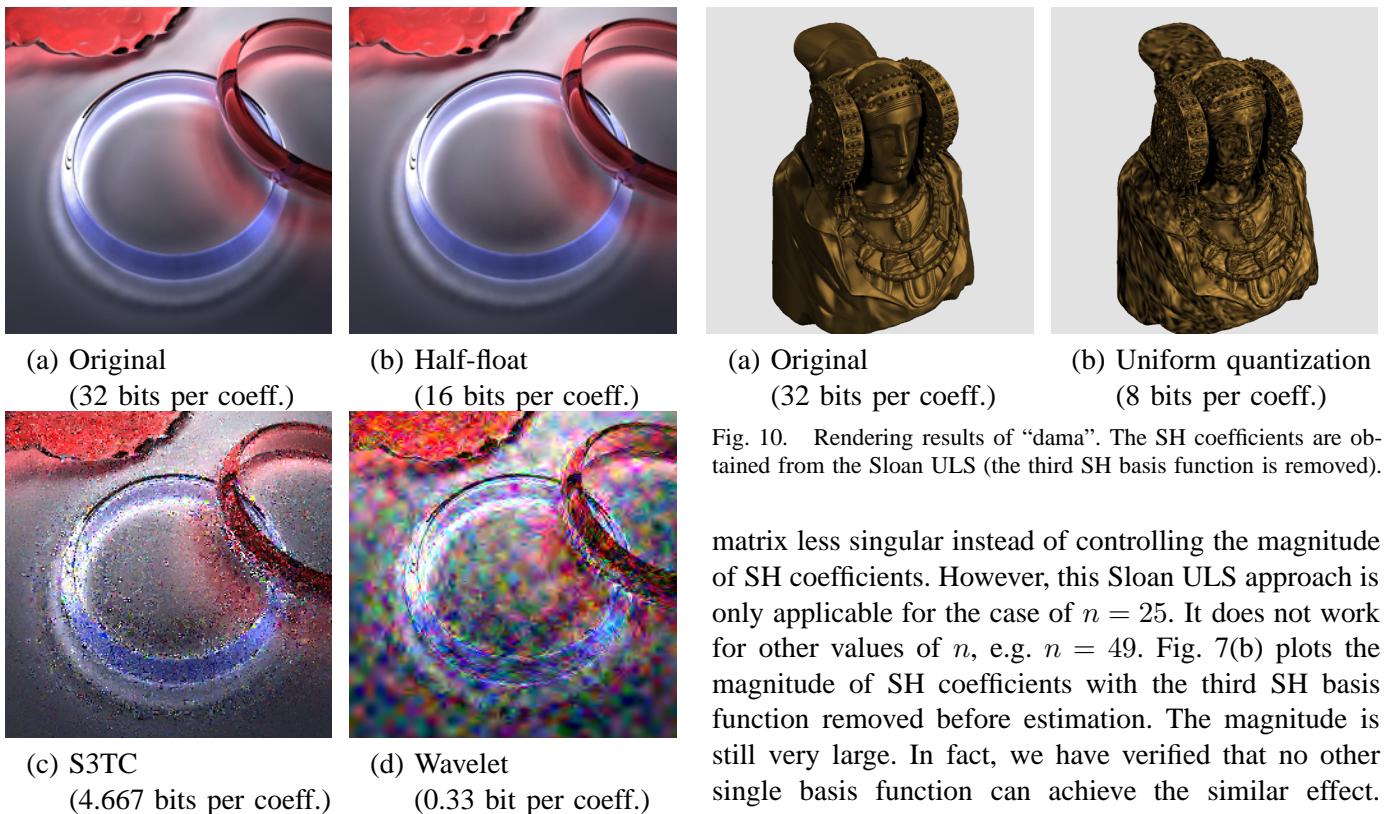 (a) Original
(32 bits per coeff.)
(b) Half-float
(16 bits per coeff.)
(c) S3TC
(4.667 bits per coeff.)
(d) Wavelet
(0.33 bit per coeff.)
(a) Original
(32 bits per coeff.)
(b) Uniform quantization
(8 bits per coeff.)
Fig. 10. Rendering results of “dama”. The SH coefficients are ob-
tained from the Sloan ULS (the third SH basis function is removed).
matrix less singular instead of controlling the magnitude
of SH coefficients. However, this Sloan ULS approach is
only applicable for the case of n = 25. It does not work
for other values of n, e.g. n = 49. Fig. 7(b) plots the
magnitude of SH coefficients with the third SH basis
function removed before estimation. The magnitude is
still very large. In fact, we have verified that no other
single basis function can achieve the similar effect.